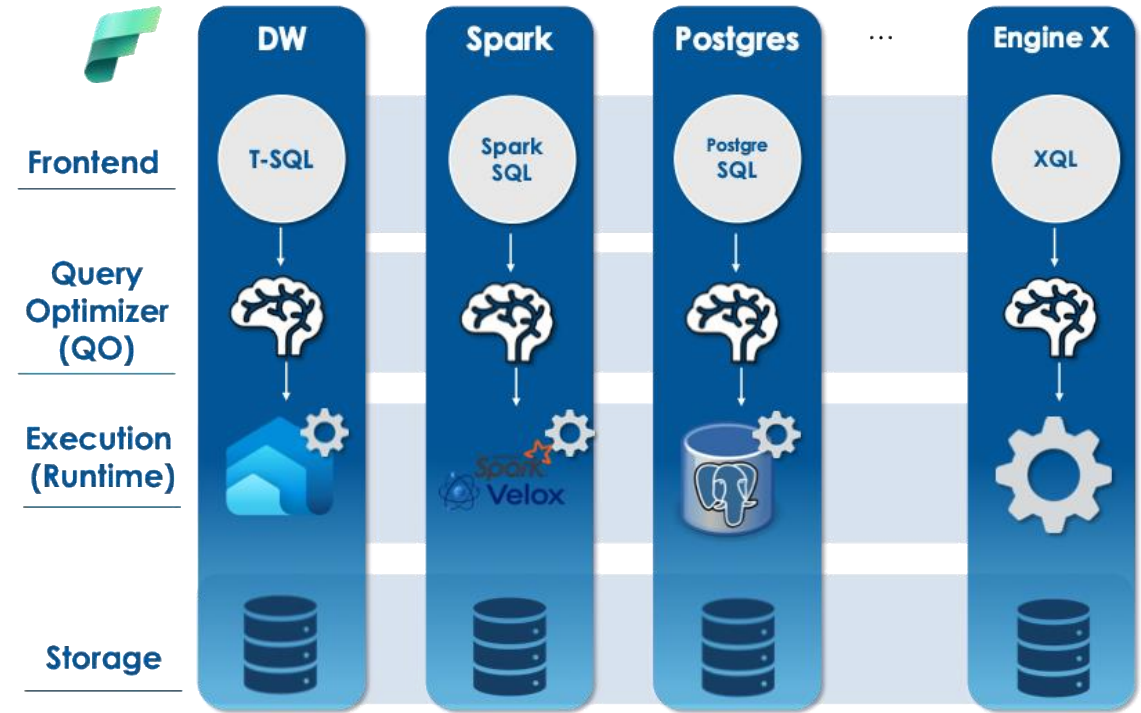 DW
Spark
Postgres
...
Engine X
Frontend
T-SQL
Spark
SQL
Postgre
SQL
XQL
Query
Optimizer
(QO)
Execution
(Runtime)
Spark
Velox
Storage